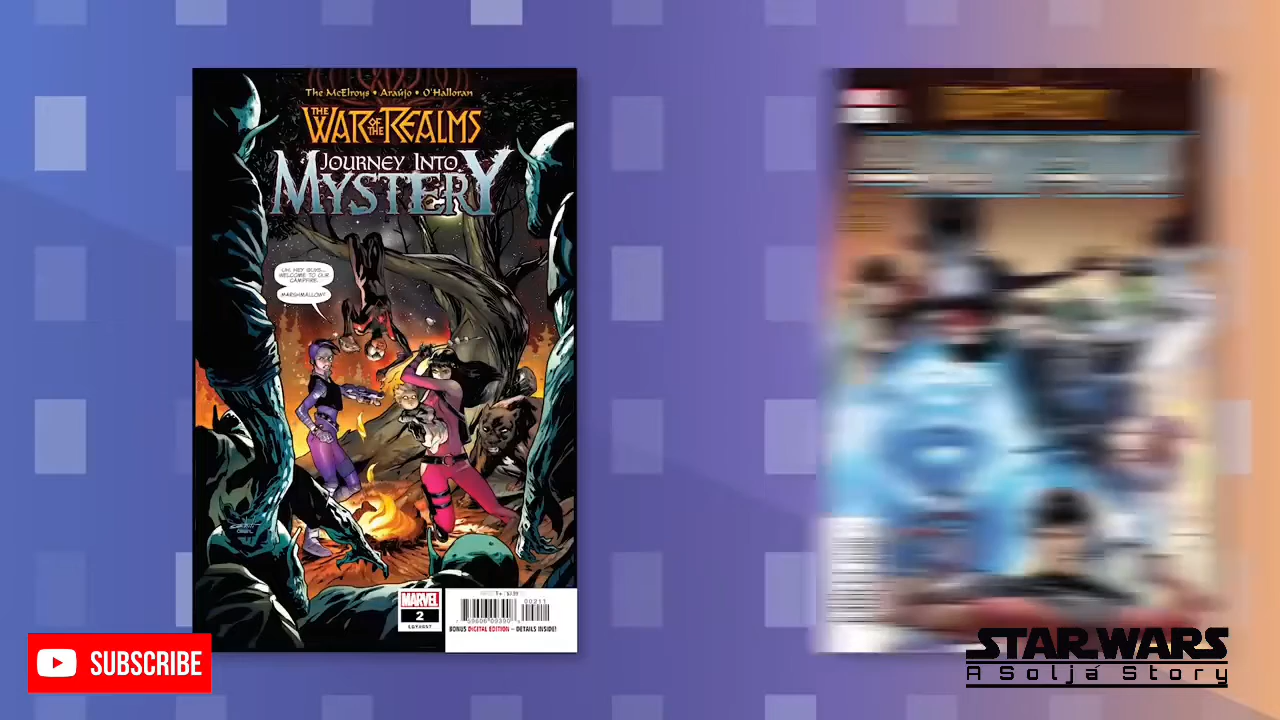 The McElroys • Araújo • O'Halloran
THE WAR OF THE REALMS
JOURNEY INTO
MYSTERY
UH, HEY GUYS...
WELCOME TO OUR
CAMPFIRE.
MARSHMALLOW?
MARVEL
2
00211
BONUS DIGITAL EDITION – DETAILS INSIDE!
SUBSCRIBE
STAR WARS
A Soljá Story